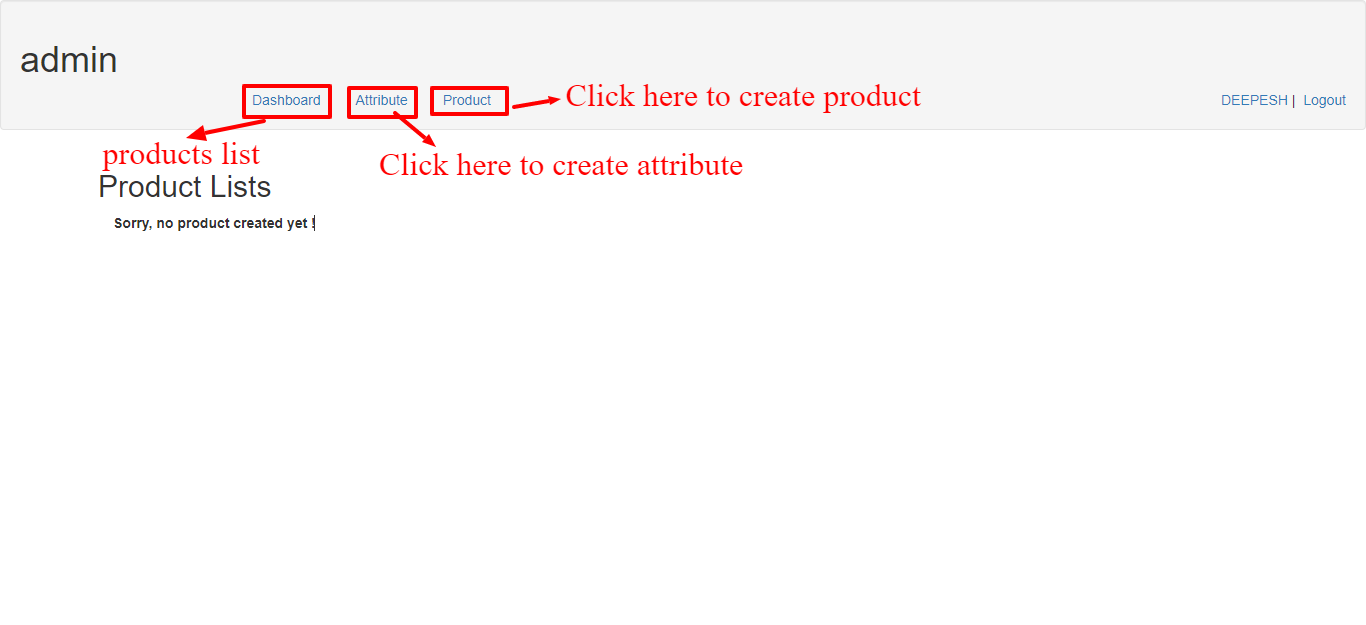 admin
Dashboard Attribute Product Click here to create product DEEPESH | Logout
products list Click here to create attribute
Product Lists
Sorry, no product created yet !